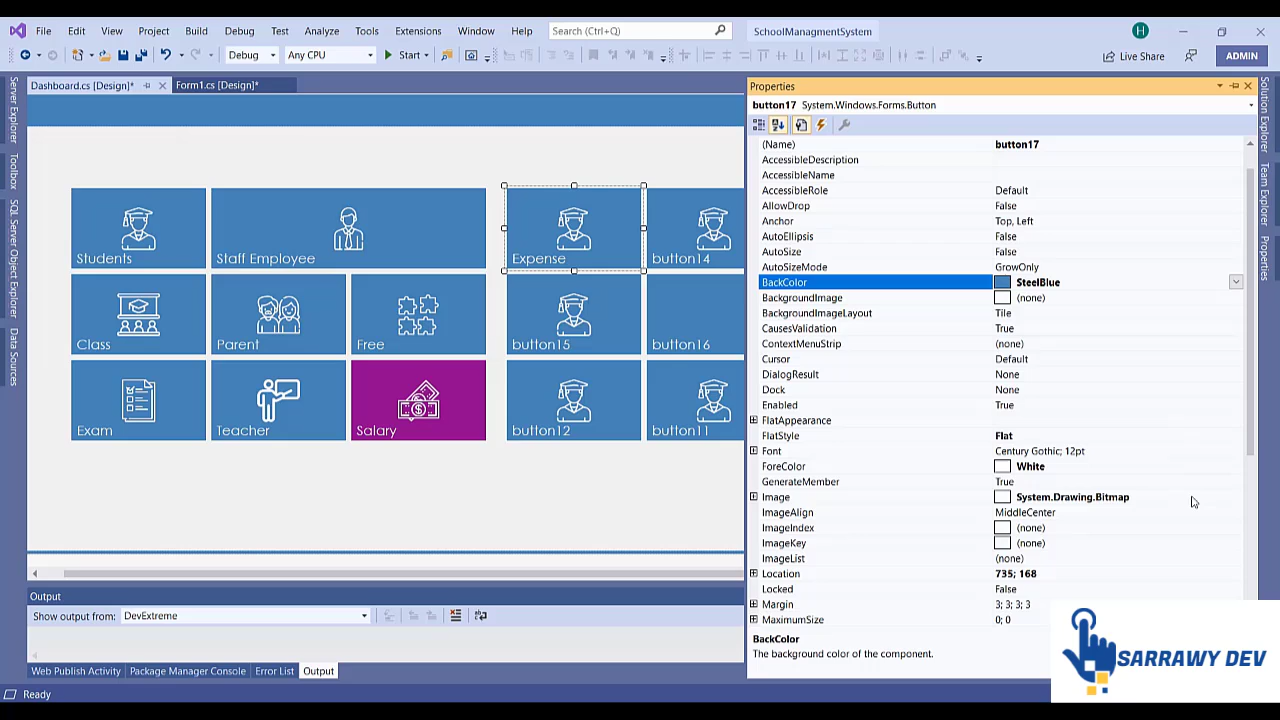 File Edit View Project Build Debug Test Analyze Tools Extensions Window Help Search (Ctrl+Q) SchoolManagmentSystem H
Debug Any CPU Start Live Share ADMIN
Dashboard.cs [Design]* Form1.cs [Design]*
Server Explorer
Toolbox
SQL Server Object Explorer
Data Sources
Students Staff Employee Expense button14
Class Parent Free button15 button16
Exam Teacher Salary button12 button11
Output
Show output from: DevExtreme
Web Publish Activity Package Manager Console Error List Output
Ready
Properties
button17 System.Windows.Forms.Button
(Name) button17
AccessibleDescription
AccessibleName
AccessibleRole Default
AllowDrop False
Anchor Top, Left
AutoEllipsis False
AutoSize False
AutoSizeMode GrowOnly
BackColor SteelBlue
BackgroundImage (none)
BackgroundImageLayout Tile
CausesValidation True
ContextMenuStrip (none)
Cursor Default
DialogResult None
Dock None
Enabled True
FlatAppearance
FlatStyle Flat
Font Century Gothic; 12pt
ForeColor White
GenerateMember True
Image System.Drawing.Bitmap
ImageAlign MiddleCenter
ImageIndex (none)
ImageKey (none)
ImageList (none)
Location 735; 168
Locked False
Margin 3; 3; 3; 3
MaximumSize 0; 0
BackColor
The background color of the component.
Solution Explorer
Team Explorer
Properties
SARRAWY DEV